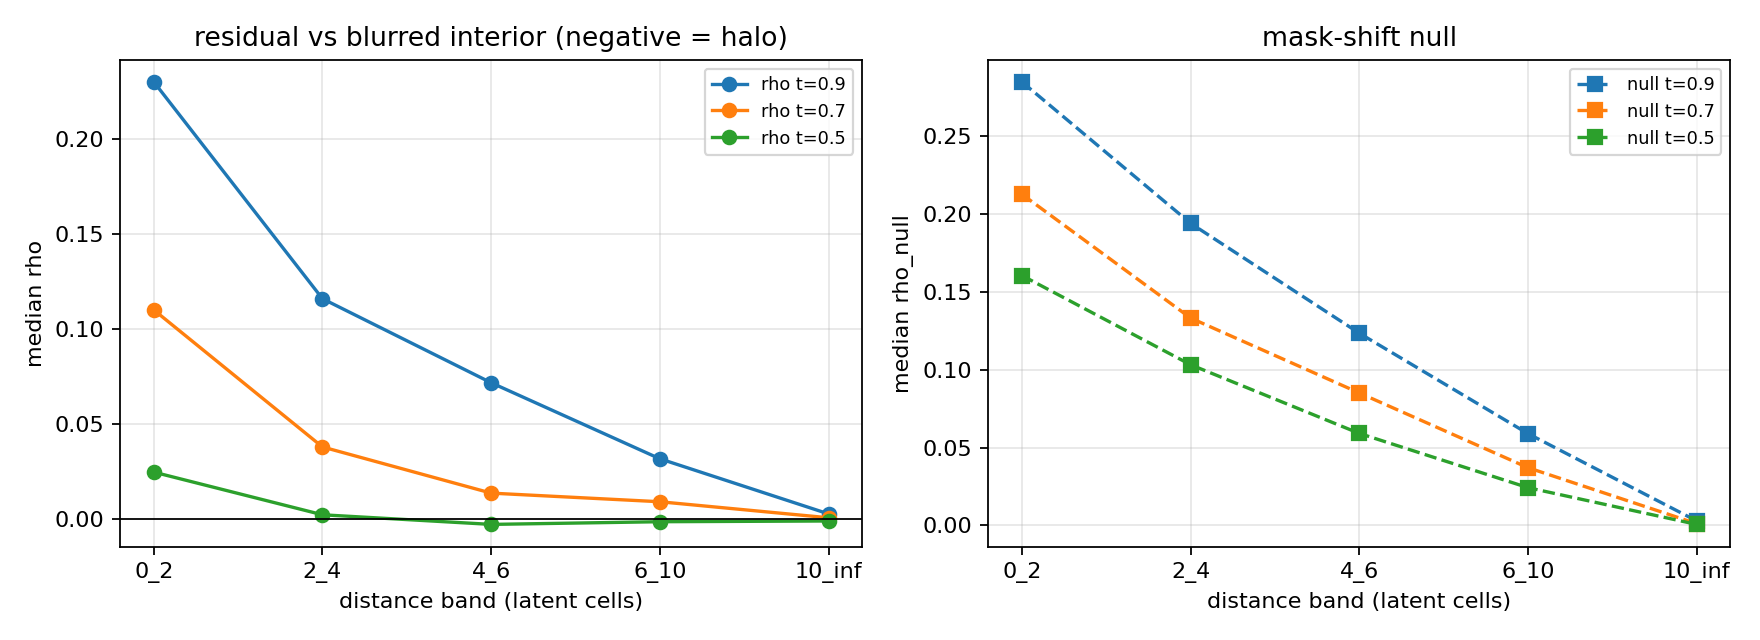 residual vs blurred interior (negative = halo)
rho t=0.9
rho t=0.7
rho t=0.5
median rho
0.20
0.15
0.10
0.05
0.00
0_2
2_4
4_6
6_10
10_inf
distance band (latent cells)
mask-shift null
null t=0.9
null t=0.7
null t=0.5
median rho_null
0.25
0.20
0.15
0.10
0.05
0.00
0_2
2_4
4_6
6_10
10_inf
distance band (latent cells)